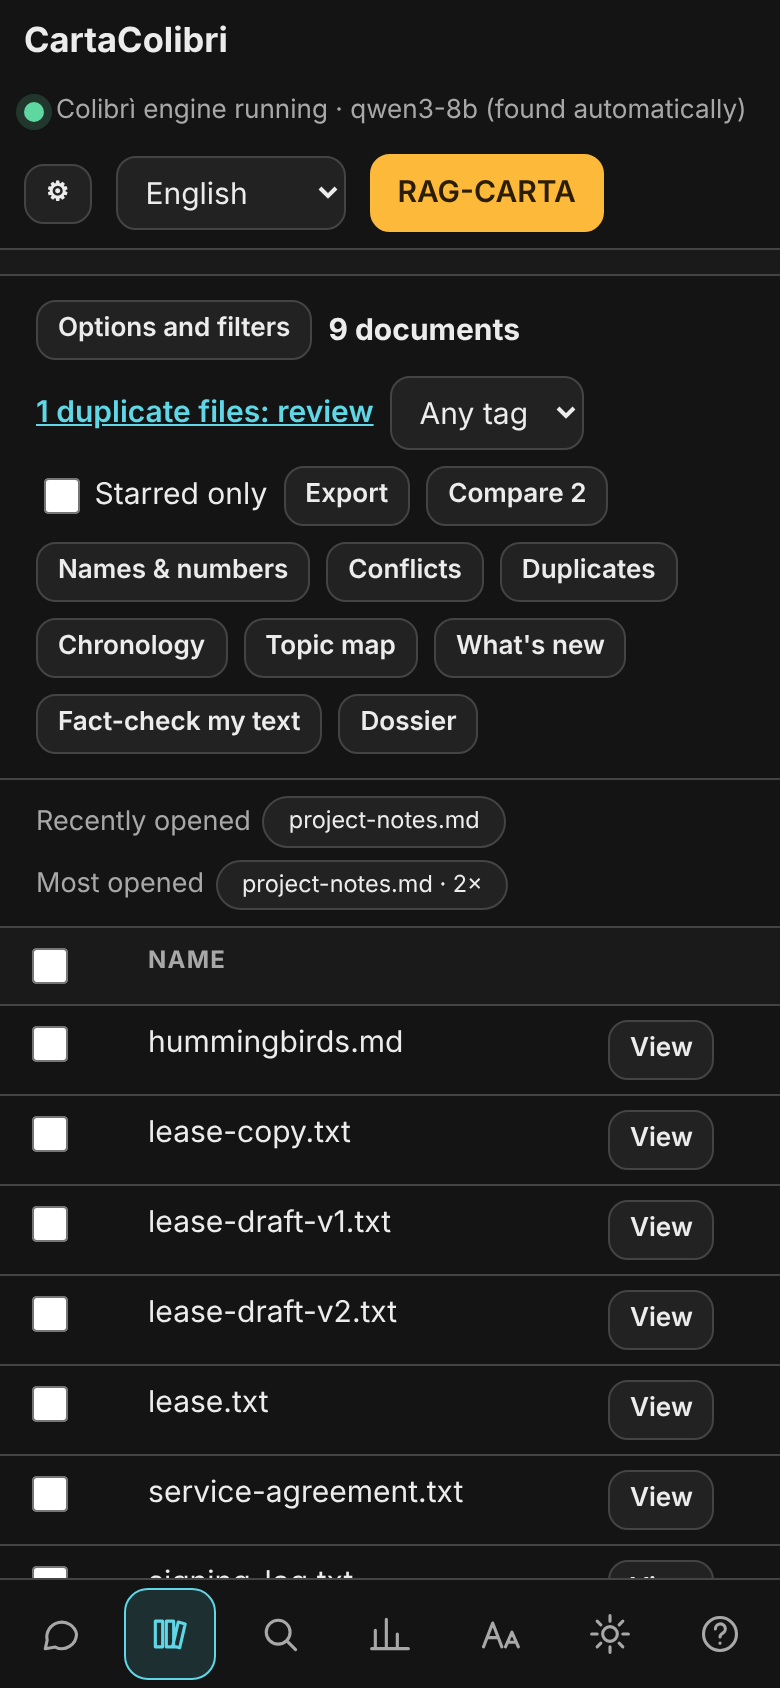 CartaColibri
Colibrì engine running · qwen3-8b (found automatically)
English
RAG-CARTA
Options and filters
9 documents
1 duplicate files: review
Any tag
Starred only
Export
Compare 2
Names & numbers
Conflicts
Duplicates
Chronology
Topic map
What's new
Fact-check my text
Dossier
Recently opened
project-notes.md
Most opened
project-notes.md · 2×
NAME
hummingbirds.md
View
lease-copy.txt
View
lease-draft-v1.txt
View
lease-draft-v2.txt
View
lease.txt
View
service-agreement.txt
View
AA